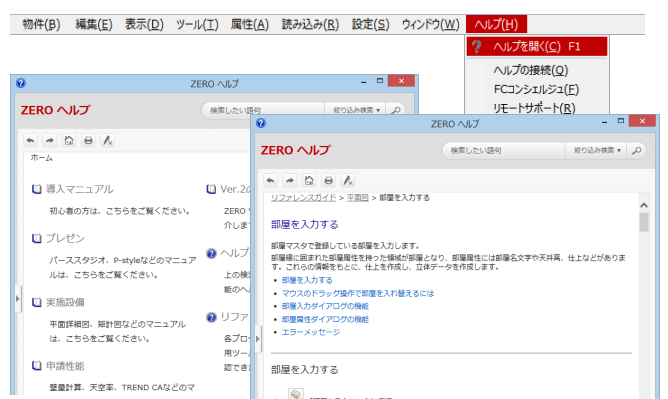 物件(B) 編集(E) 表示(D) ツール(T) 属性(A) 読み込み(R) 設定(S) ウィンドウ(W) ヘルプ(H)
ヘルプを開く(C) F1
ヘルプの接続(Q)
FCコンシェルジュ(F)
リモートサポート(R)
ZERO ヘルプ
ZERO ヘルプ
検索したい語句
絞り込み検索
ホーム
導入マニュアル
初心者の方は、こちらをご覧ください。
プレゼン
パーススタジオ、P-styleなどのマニュア
ルは、こちらをご覧ください。
実施設備
平面詳細図、矩計図などのマニュアル
は、こちらをご覧ください。
申請性能
壁量計算、天空率、TREND CAなどのマ
Ver.2の
ZERO
介しま
ヘルプ
上の検
能のヘ
リファ
各プロ
用ツー
認でき
ZERO ヘルプ
ZERO ヘルプ
検索したい語句
絞り込み検索
リファレンスガイド > 平面図 > 部屋を入力する
部屋を入力する
部屋マスタで登録している部屋を入力します。
部屋線に囲まれた部屋属性を持った領域が部屋となり、部屋属性には部屋名文字や天井高、仕上などがありま
す。これらの情報をもとに、仕上を作成し、立体データを作成します。
• 部屋を入力する
• マウスのドラッグ操作で部屋を入れ替えるには
• 部屋入力ダイアログの機能
• 部屋属性ダイアログの機能
• エラーメッセージ
部屋を入力する